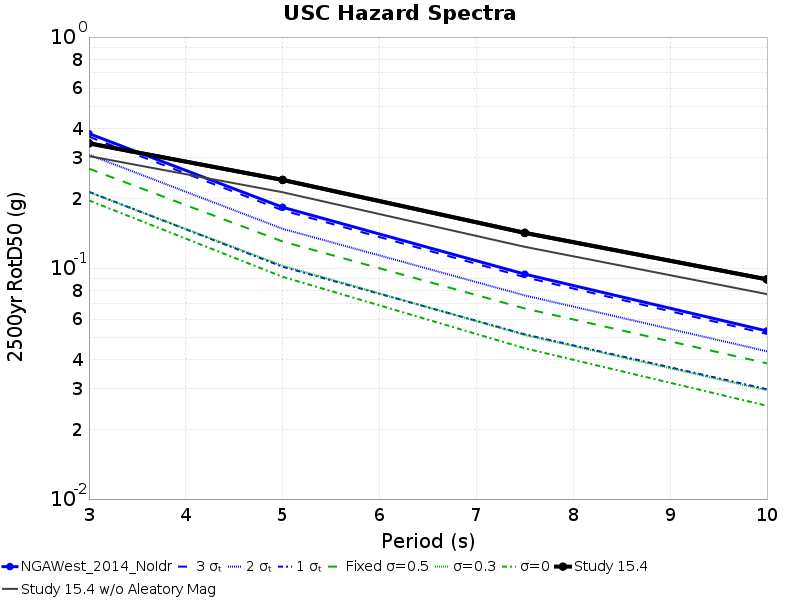 USC Hazard Spectra
10^0
8
6
4
3
2
10^-1
8
6
4
3
2
10^-2
2500yr RotD50 (g)
3 4 5 6 7 8 9 10
Period (s)
NGAWest_2014_NoIdr 3 σₜ 2 σₜ 1 σₜ Fixed σ=0.5 σ=0.3 σ=0 Study 15.4
Study 15.4 w/o Aleatory Mag